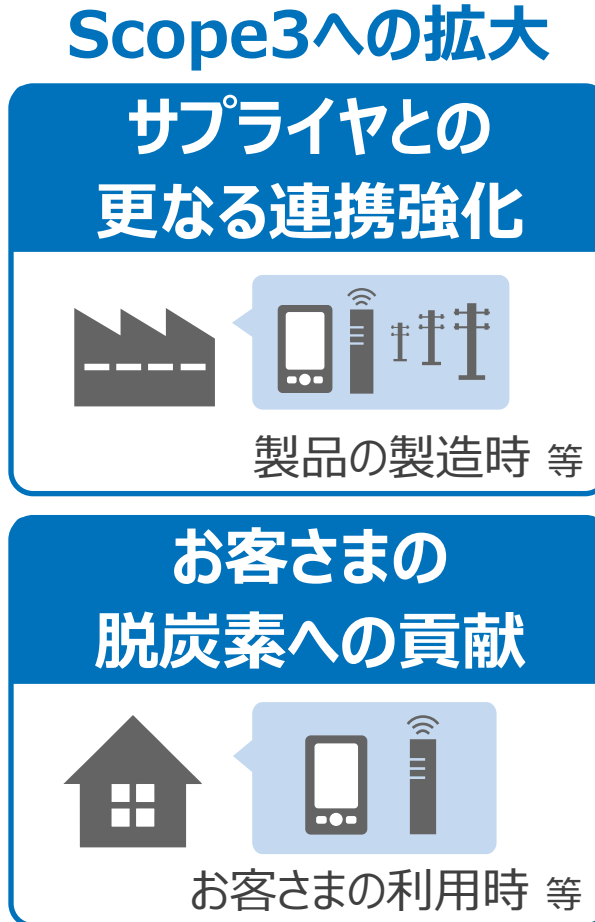 Scope3への拡大
サプライヤとの
更なる連携強化
製品の製造時 等
お客さまの
脱炭素への貢献
お客さまの利用時 等